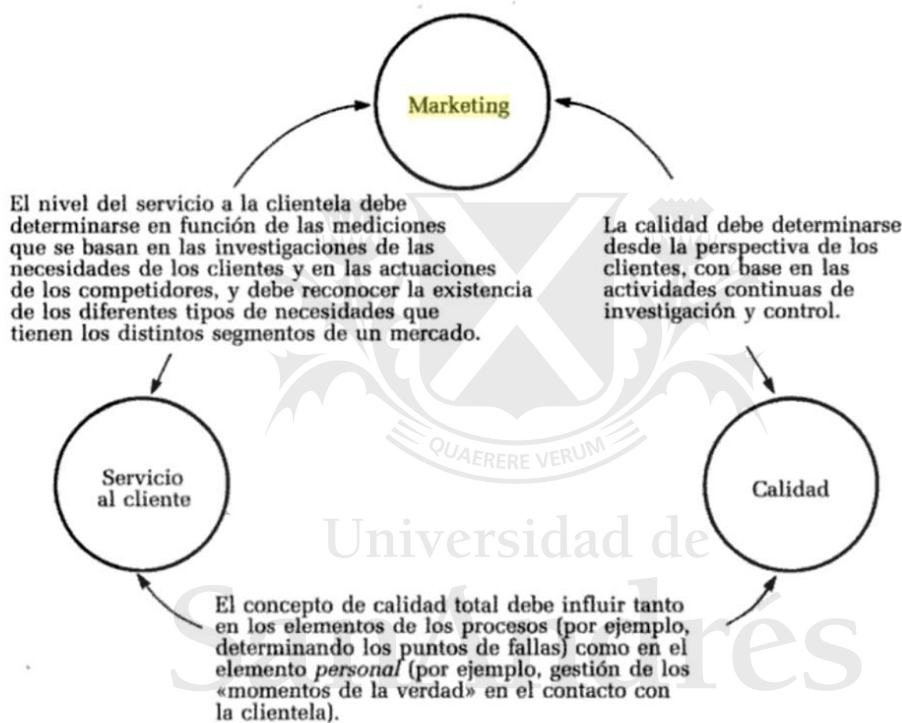 Marketing
El nivel del servicio a la clientela debe
determinarse en función de las mediciones
que se basan en las investigaciones de las
necesidades de los clientes y en las actuaciones
de los competidores, y debe reconocer la existencia
de los diferentes tipos de necesidades que
tienen los distintos segmentos de un mercado.
La calidad debe determinarse
desde la perspectiva de los
clientes, con base en las
actividades continuas de
investigación y control.
QUAERERE VERUM
Servicio
al cliente
Calidad
Universidad de
SanAndrés
El concepto de calidad total debe influir tanto
en los elementos de los procesos (por ejemplo,
determinando los puntos de fallas) como en el
elemento personal (por ejemplo, gestión de los
«momentos de la verdad» en el contacto con
la clientela).